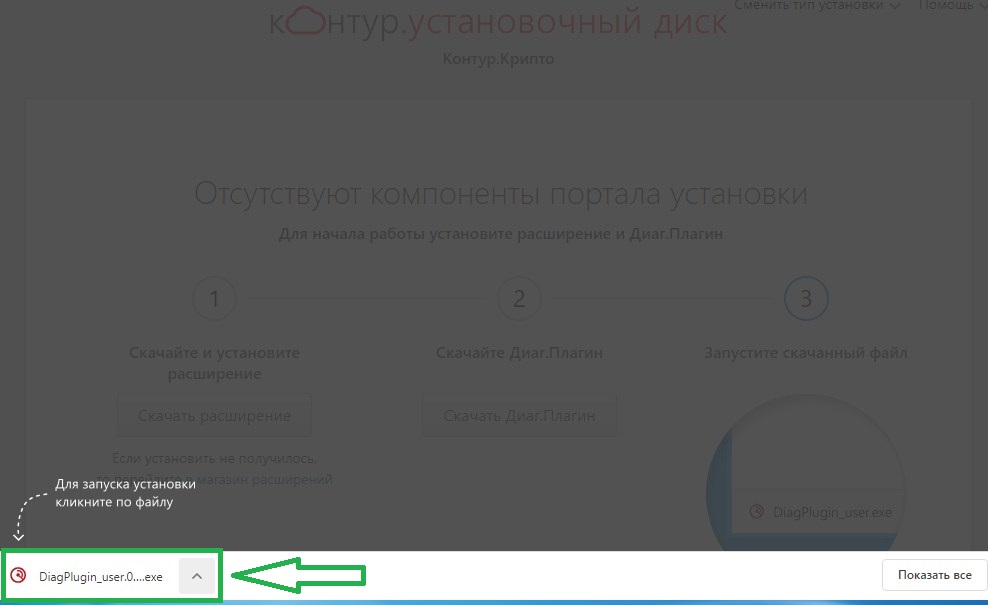 Сменить тип установки
Помощь
контур.установочный диск
Контур.Крипто
Отсутствуют компоненты портала установки
Для начала работы установите расширение и Диаг.Плагин
1
2
3
Скачайте и установите
расширение
Скачайте Диаг.Плагин
Запустите скачанный файл
Скачать расширение
Скачать Диаг.Плагин
Если установить не получилось,
то перейдите в магазин расширений
DiagPlugin_user.exe
Для запуска установки
кликните по файлу
DiagPlugin_user.0....exe
Показать все